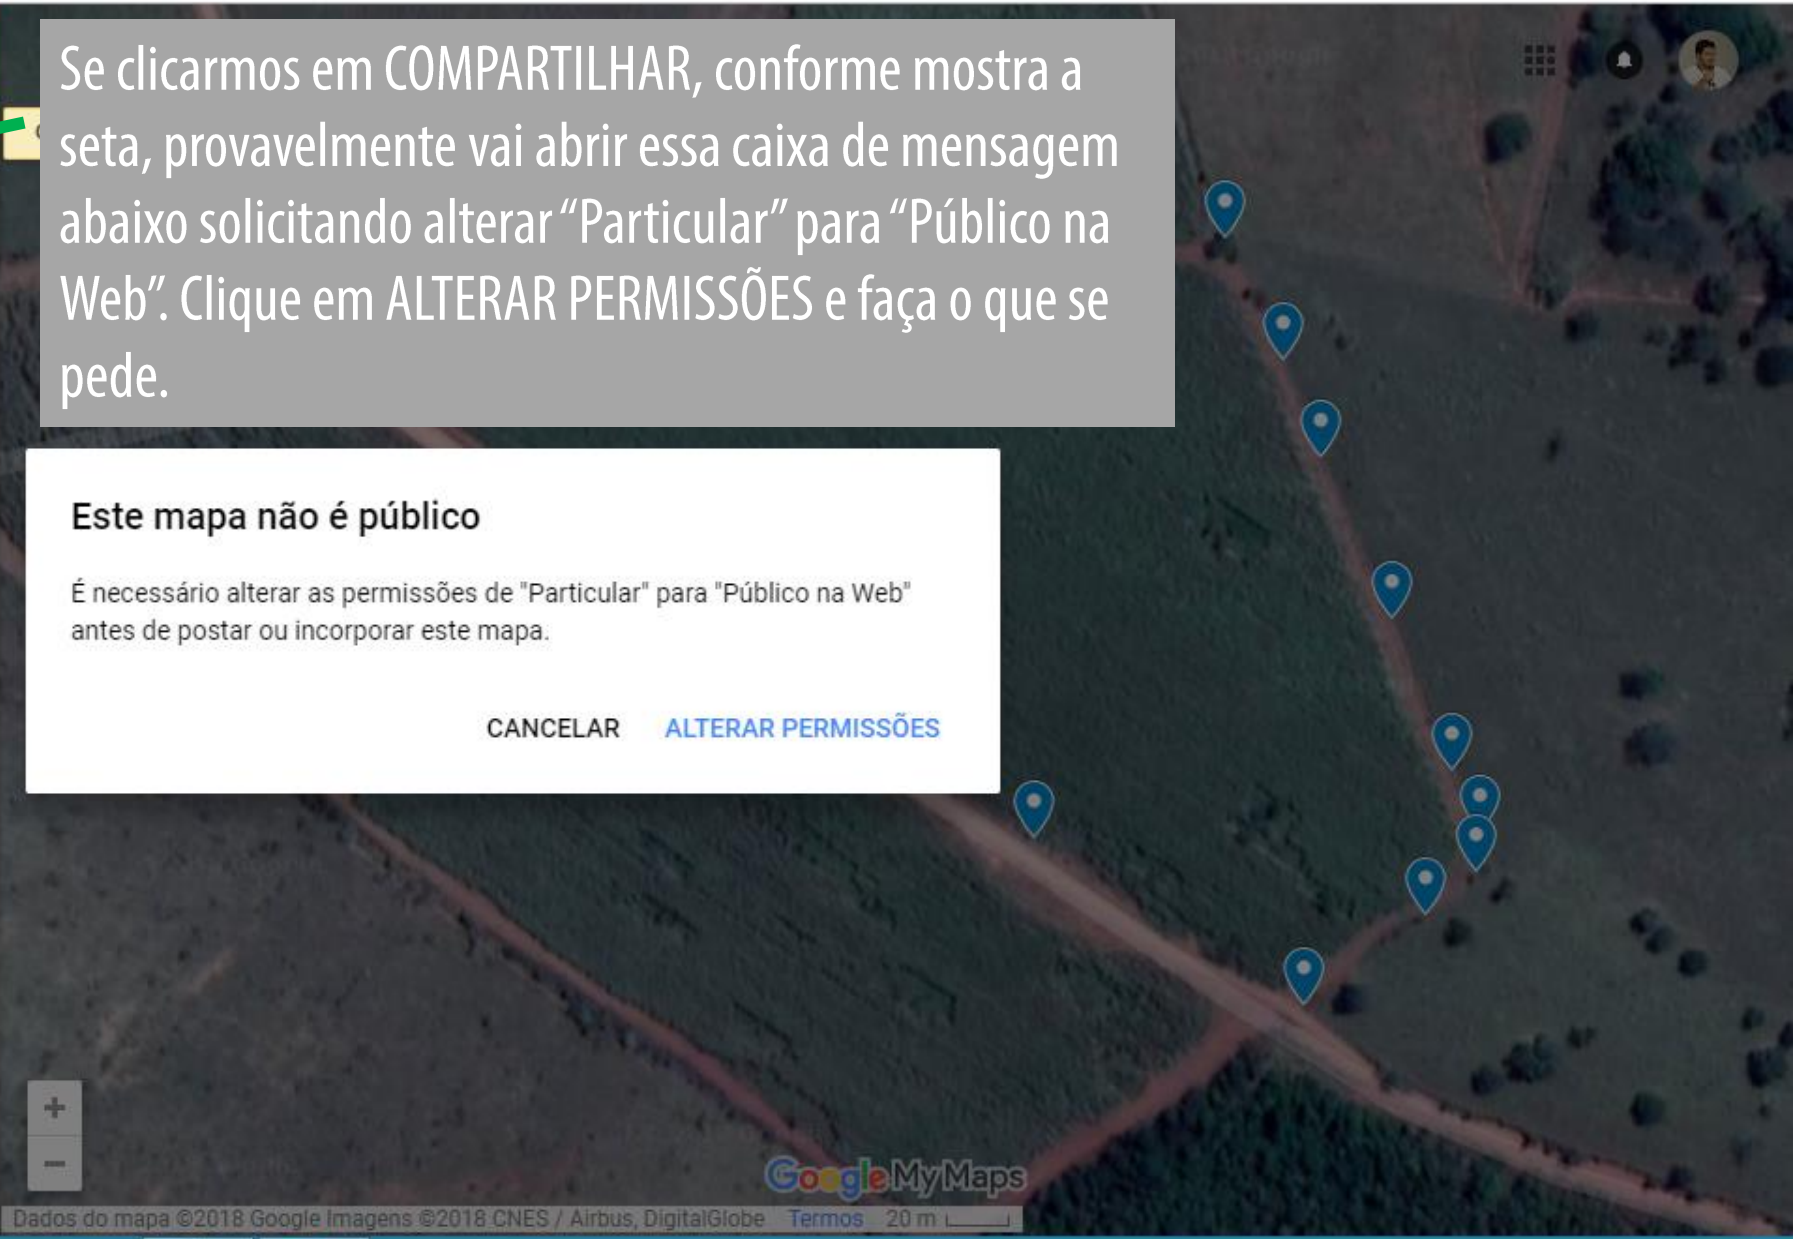 Se clicarmos em COMPARTILHAR, conforme mostra a
seta, provavelmente vai abrir essa caixa de mensagem
abaixo solicitando alterar “Particular” para “Público na
Web”. Clique em ALTERAR PERMISSÕES e faça o que se
pede.
Este mapa não é público
É necessário alterar as permissões de "Particular" para "Público na Web"
antes de postar ou incorporar este mapa.
CANCELAR ALTERAR PERMISSÕES
Google My Maps
Dados do mapa ©2018 Google Imagens ©2018 CNES / Airbus, DigitalGlobe Termos 20 m